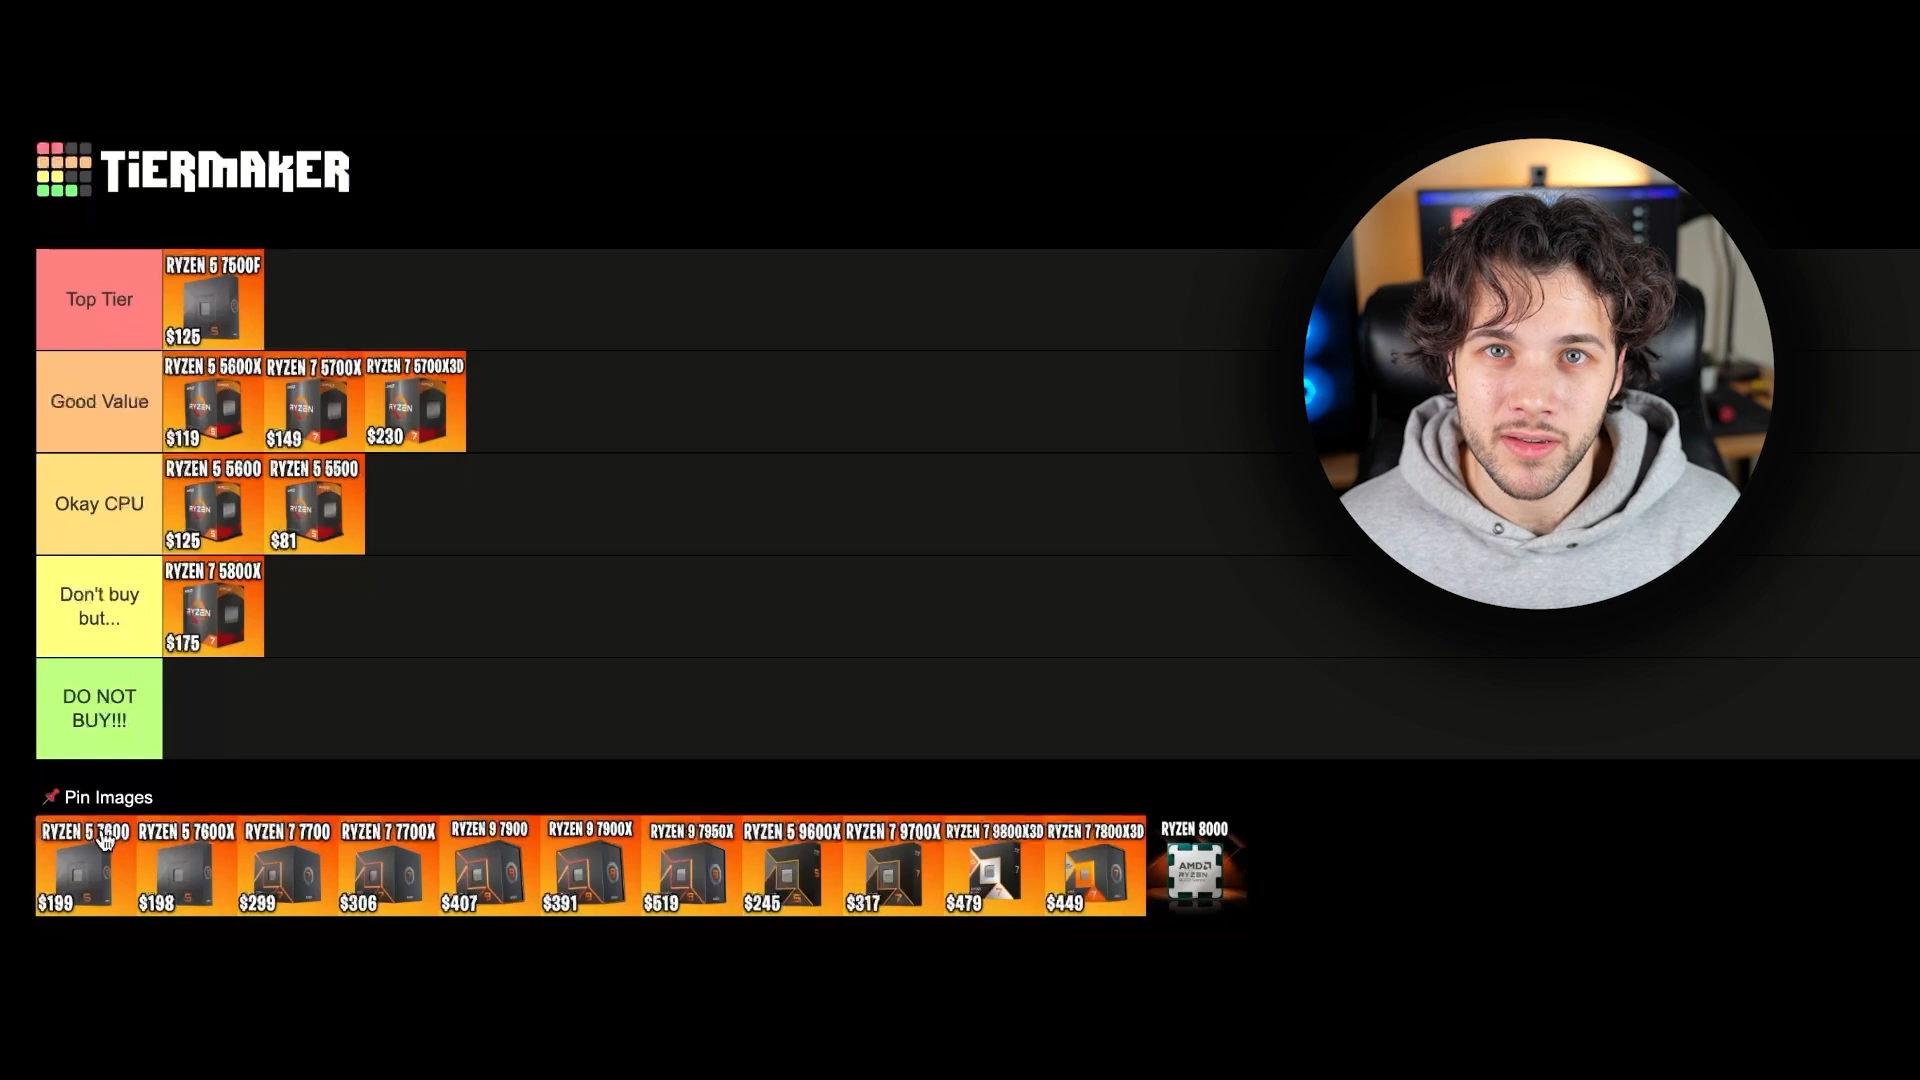 TiERMAKER
Top Tier
RYZEN 5 7500F
$125
Good Value
RYZEN 5 5600X
$119
RYZEN 7 5700X
$149
RYZEN 7 5700X3D
$230
Okay CPU
RYZEN 5 5600
$125
RYZEN 5 5500
$81
Don't buy
but...
RYZEN 7 5800X
$175
DO NOT
BUY!!!
Pin Images
RYZEN 5 7600
$199
RYZEN 5 7600X
$198
RYZEN 7 7700
$299
RYZEN 7 7700X
$306
RYZEN 9 7900
$407
RYZEN 9 7900X
$391
RYZEN 9 7950X
$519
RYZEN 5 9600X
$245
RYZEN 7 9700X
$317
RYZEN 7 9800X3D
$479
RYZEN 7 7800X3D
$449
RYZEN 8000
AMD
RYZEN